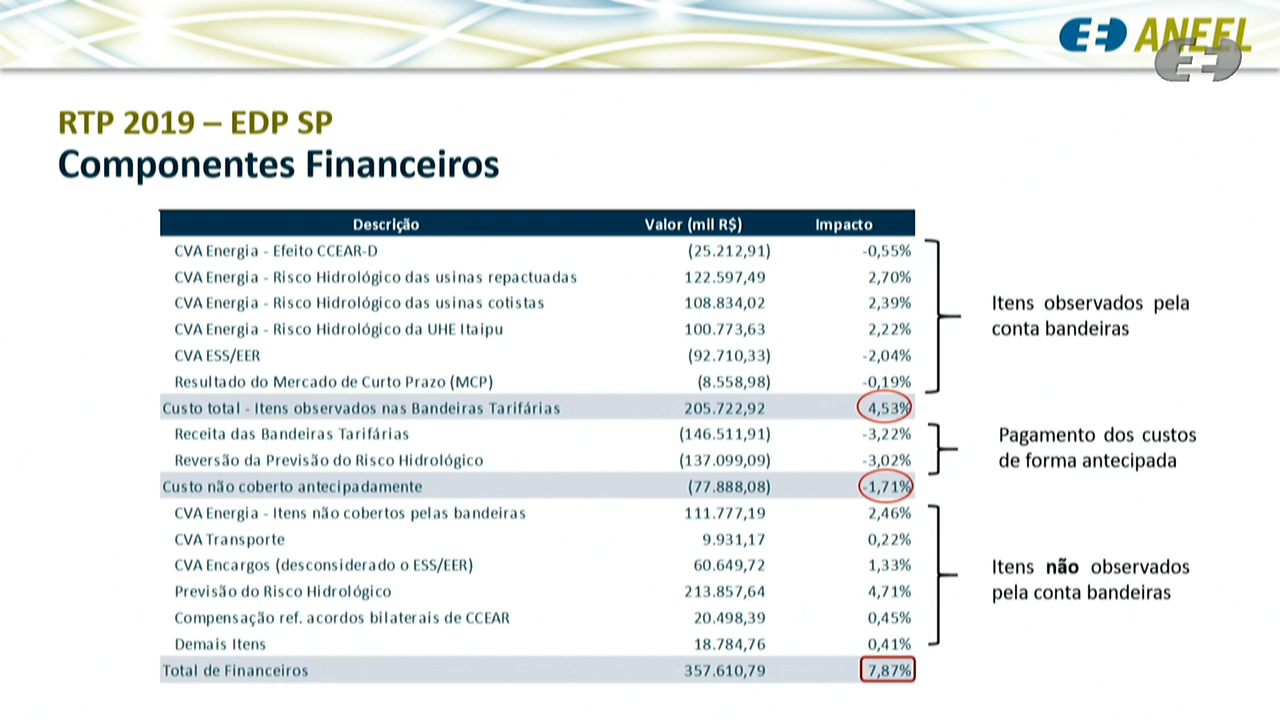 ANEEL
RTP 2019 – EDP SP
Componentes Financeiros
Descrição Valor (mil R$) Impacto
CVA Energia - Efeito CCEAR-D (25.212,91) -0,55%
CVA Energia - Risco Hidrológico das usinas repactuadas 122.597,49 2,70%
CVA Energia - Risco Hidrológico das usinas cotistas 108.834,02 2,39%
CVA Energia - Risco Hidrológico da UHE Itaipu 100.773,63 2,22%
CVA ESS/EER (92.710,33) -2,04%
Resultado do Mercado de Curto Prazo (MCP) (8.558,98) -0,19%
Custo total - Itens observados nas Bandeiras Tarifárias 205.722,92 4,53%
Receita das Bandeiras Tarifárias (146.511,91) -3,22%
Reversão da Previsão do Risco Hidrológico (137.099,09) -3,02%
Custo não coberto antecipadamente (77.888,08) -1,71%
CVA Energia - Itens não cobertos pelas bandeiras 111.777,19 2,46%
CVA Transporte 9.931,17 0,22%
CVA Encargos (desconsiderado o ESS/EER) 60.649,72 1,33%
Previsão do Risco Hidrológico 213.857,64 4,71%
Compensação ref. acordos bilaterais de CCEAR 20.498,39 0,45%
Demais Itens 18.784,76 0,41%
Total de Financeiros 357.610,79 7,87%
Itens observados pela
conta bandeiras
Pagamento dos custos
de forma antecipada
Itens não observados
pela conta bandeiras